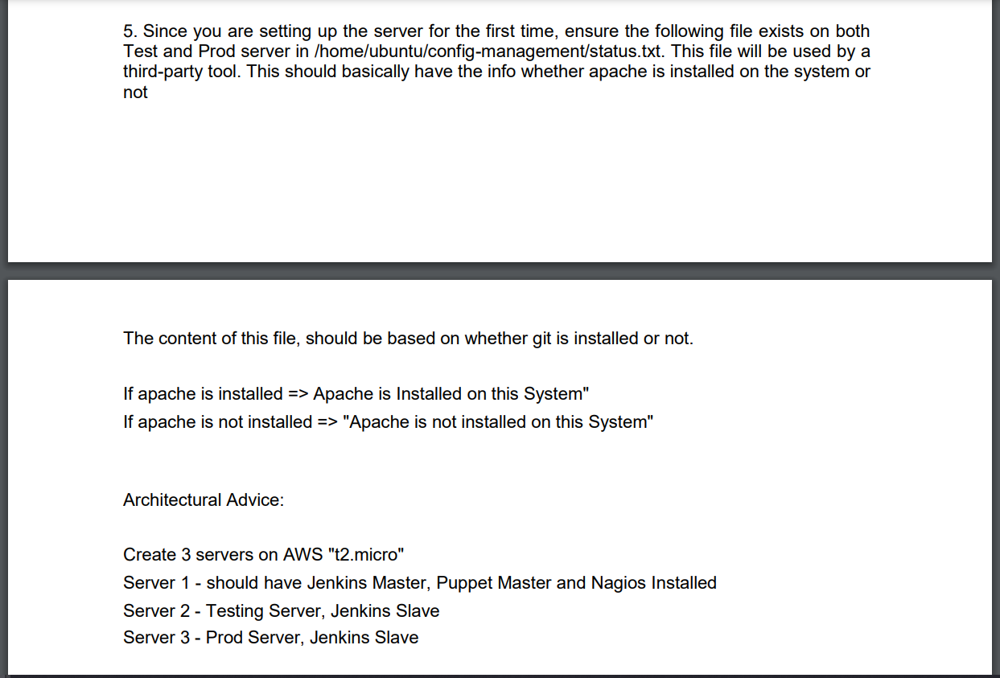 5. Since you are setting up the server for the first time, ensure the following file exists on both
Test and Prod server in /home/ubuntu/config-management/status.txt. This file will be used by a
third-party tool. This should basically have the info whether apache is installed on the system or
not
The content of this file, should be based on whether git is installed or not.
If apache is installed => Apache is Installed on this System"
If apache is not installed => "Apache is not installed on this System"
Architectural Advice:
Create 3 servers on AWS "t2.micro"
Server 1 - should have Jenkins Master, Puppet Master and Nagios Installed
Server 2 - Testing Server, Jenkins Slave
Server 3 - Prod Server, Jenkins Slave